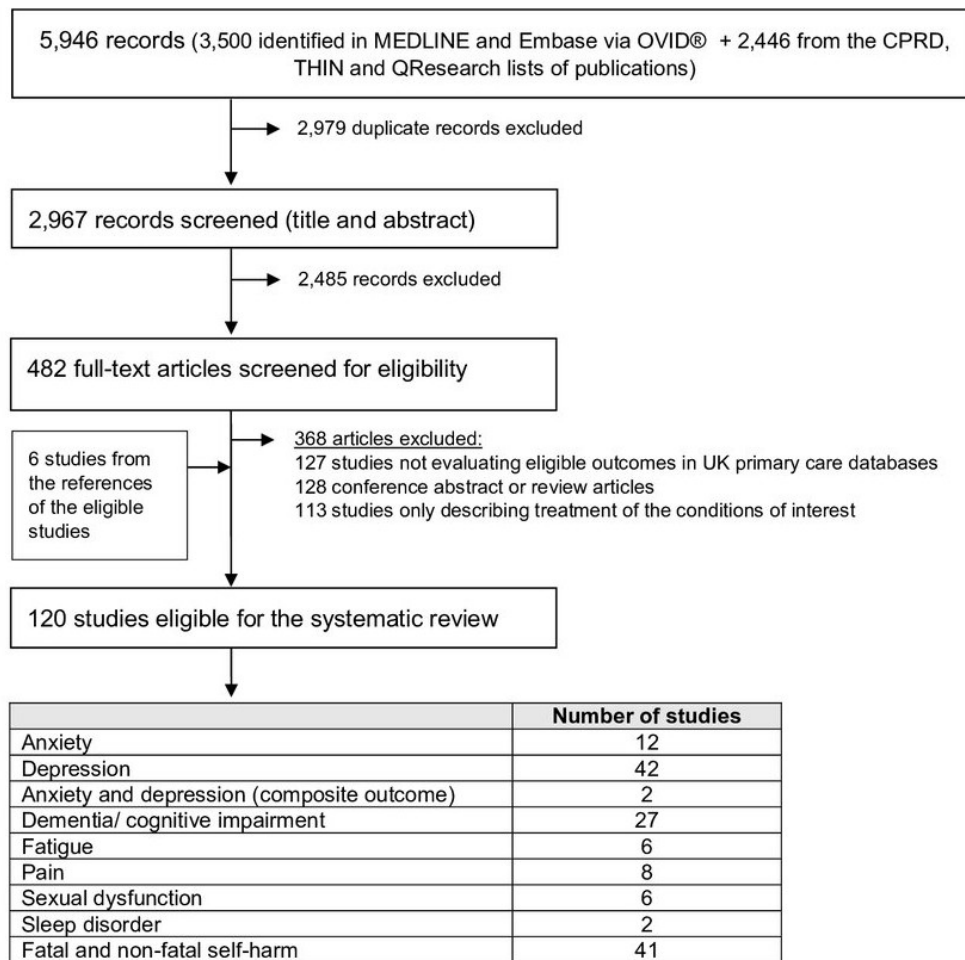 5,946 records (3,500 identified in MEDLINE and Embase via OVID® + 2,446 from the CPRD,
THIN and QResearch lists of publications)
2,979 duplicate records excluded
2,967 records screened (title and abstract)
2,485 records excluded
482 full-text articles screened for eligibility
6 studies from
the references
of the eligible
studies
368 articles excluded:
127 studies not evaluating eligible outcomes in UK primary care databases
128 conference abstract or review articles
113 studies only describing treatment of the conditions of interest
120 studies eligible for the systematic review
Number of studies
Anxiety 12
Depression 42
Anxiety and depression (composite outcome) 2
Dementia/ cognitive impairment 27
Fatigue 6
Pain 8
Sexual dysfunction 6
Sleep disorder 2
Fatal and non-fatal self-harm 41